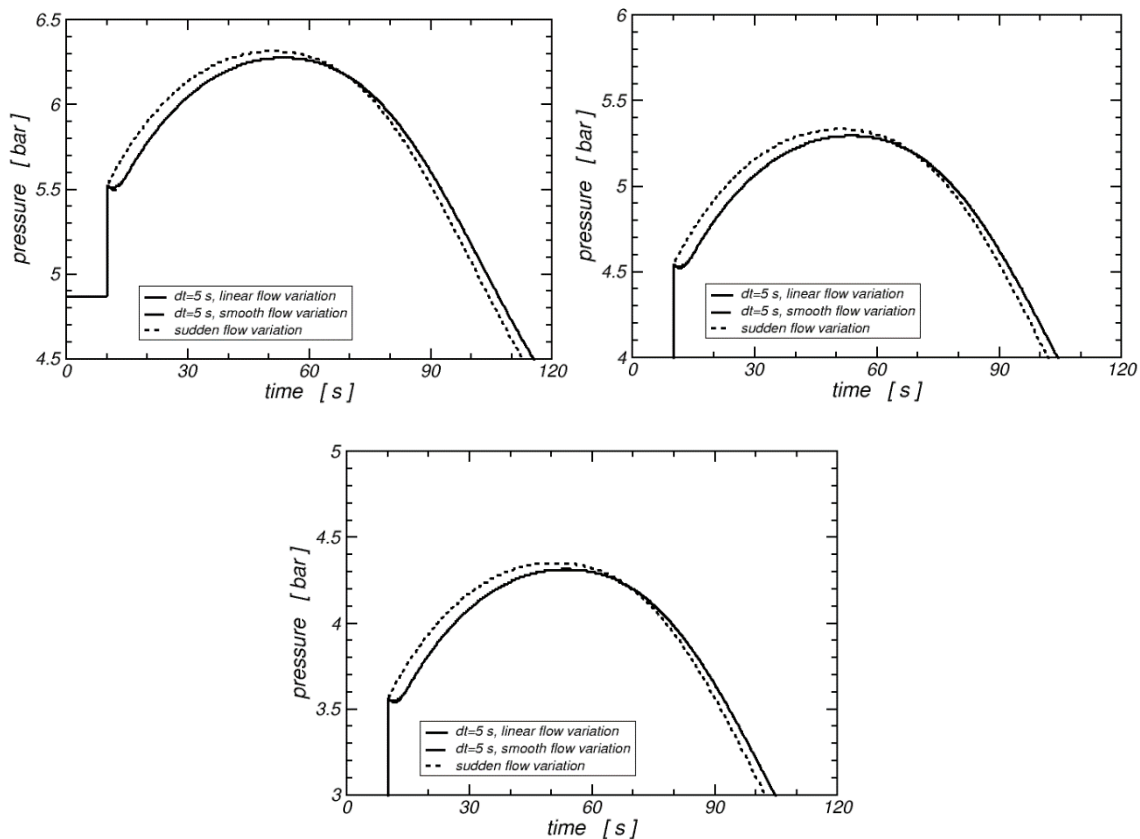 6.5
6
5.5
5
4.5
pressure [ bar ]
dt=5 s, linear flow variation
dt=5 s, smooth flow variation
sudden flow variation
0 30 60 90 120
time [ s ]
6
5.5
5
4.5
4
pressure [ bar ]
dt=5 s, linear flow variation
dt=5 s, smooth flow variation
sudden flow variation
0 30 60 90 120
time [ s ]
5
4.5
4
3.5
3
pressure [ bar ]
dt=5 s, linear flow variation
dt=5 s, smooth flow variation
sudden flow variation
0 30 60 90 120
time [ s ]